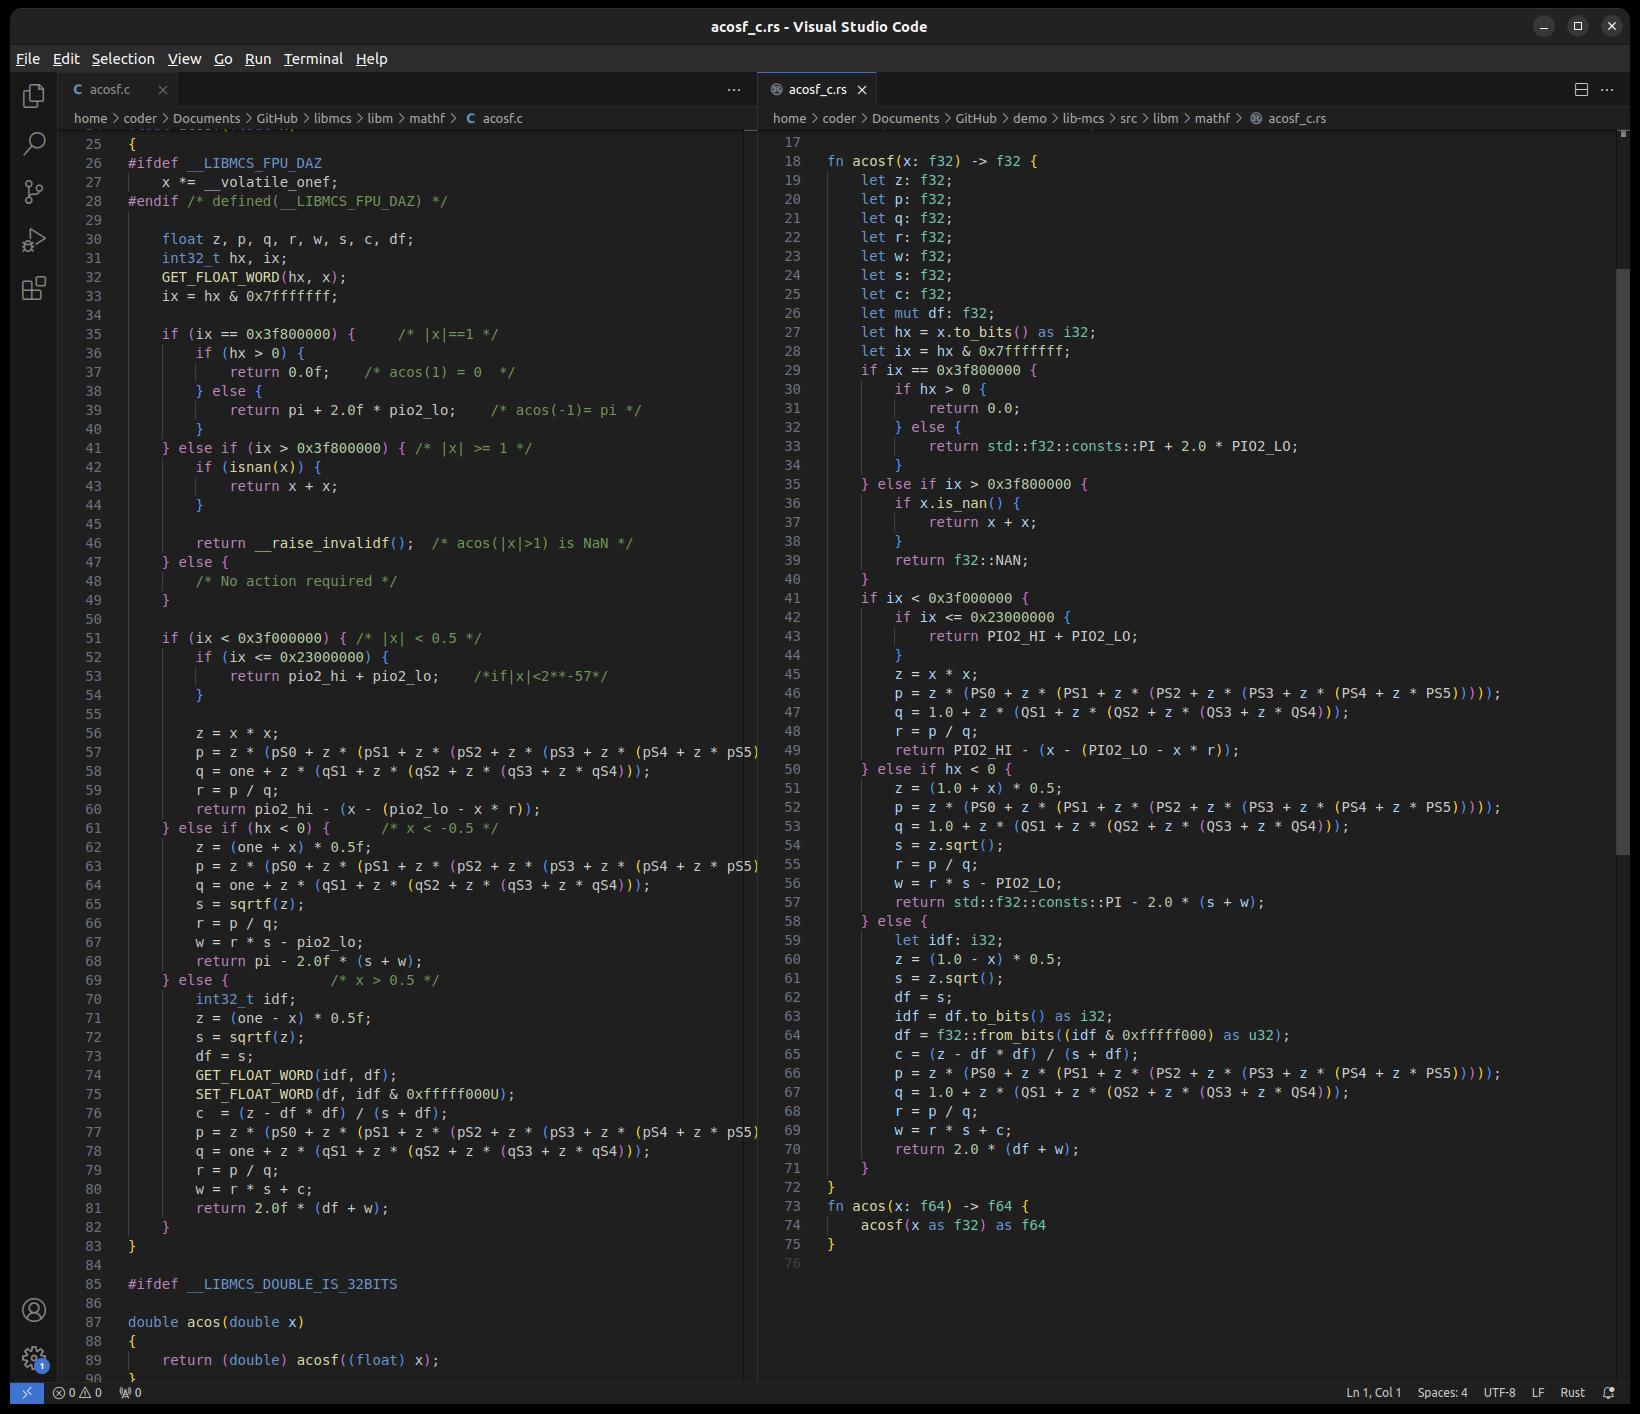 acosf_c.rs - Visual Studio Code
File Edit Selection View Go Run Terminal Help
C acosf.c
home > coder > Documents > GitHub > libmcs > libm > mathf > C acosf.c
25 {
26 #ifdef __LIBMCS_FPU_DAZ
27 x *= __volatile_onef;
28 #endif /* defined(__LIBMCS_FPU_DAZ) */
29
30 float z, p, q, r, w, s, c, df;
31 int32_t hx, ix;
32 GET_FLOAT_WORD(hx, x);
33 ix = hx & 0x7fffffff;
34
35 if (ix == 0x3f800000) { /* |x|==1 */
36 if (hx > 0) {
37 return 0.0f; /* acos(1) = 0 */
38 } else {
39 return pi + 2.0f * pio2_lo; /* acos(-1)= pi */
40 }
41 } else if (ix > 0x3f800000) { /* |x| >= 1 */
42 if (isnan(x)) {
43 return x + x;
44 }
45
46 return __raise_invalidf(); /* acos(|x|>1) is NaN */
47 } else {
48 /* No action required */
49 }
50
51 if (ix < 0x3f000000) { /* |x| < 0.5 */
52 if (ix <= 0x23000000) {
53 return pio2_hi + pio2_lo; /*if|x|<2**-57*/
54 }
55
56 z = x * x;
57 p = z * (pS0 + z * (pS1 + z * (pS2 + z * (pS3 + z * (pS4 + z * pS5)
58 q = one + z * (qS1 + z * (qS2 + z * (qS3 + z * qS4)));
59 r = p / q;
60 return pio2_hi - (x - (pio2_lo - x * r));
61 } else if (hx < 0) { /* x < -0.5 */
62 z = (one + x) * 0.5f;
63 p = z * (pS0 + z * (pS1 + z * (pS2 + z * (pS3 + z * (pS4 + z * pS5)
64 q = one + z * (qS1 + z * (qS2 + z * (qS3 + z * qS4)));
65 s = sqrtf(z);
66 r = p / q;
67 w = r * s - pio2_lo;
68 return pi - 2.0f * (s + w);
69 } else { /* x > 0.5 */
70 int32_t idf;
71 z = (one - x) * 0.5f;
72 s = sqrtf(z);
73 df = s;
74 GET_FLOAT_WORD(idf, df);
75 SET_FLOAT_WORD(df, idf & 0xfffff000U);
76 c  = (z - df * df) / (s + df);
77 p = z * (pS0 + z * (pS1 + z * (pS2 + z * (pS3 + z * (pS4 + z * pS5)
78 q = one + z * (qS1 + z * (qS2 + z * (qS3 + z * qS4)));
79 r = p / q;
80 w = r * s + c;
81 return 2.0f * (df + w);
82 }
83 }
84
85 #ifdef __LIBMCS_DOUBLE_IS_32BITS
86
87 double acos(double x)
88 {
89 return (double) acosf((float) x);
90 }
acosf_c.rs
home > coder > Documents > GitHub > demo > lib-mcs > src > libm > mathf > acosf_c.rs
17
18 fn acosf(x: f32) -> f32 {
19 let z: f32;
20 let p: f32;
21 let q: f32;
22 let r: f32;
23 let w: f32;
24 let s: f32;
25 let c: f32;
26 let mut df: f32;
27 let hx = x.to_bits() as i32;
28 let ix = hx & 0x7fffffff;
29 if ix == 0x3f800000 {
30 if hx > 0 {
31 return 0.0;
32 } else {
33 return std::f32::consts::PI + 2.0 * PIO2_LO;
34 }
35 } else if ix > 0x3f800000 {
36 if x.is_nan() {
37 return x + x;
38 }
39 return f32::NAN;
40 }
41 if ix < 0x3f000000 {
42 if ix <= 0x23000000 {
43 return PIO2_HI + PIO2_LO;
44 }
45 z = x * x;
46 p = z * (PS0 + z * (PS1 + z * (PS2 + z * (PS3 + z * (PS4 + z * PS5)))));
47 q = 1.0 + z * (QS1 + z * (QS2 + z * (QS3 + z * QS4)));
48 r = p / q;
49 return PIO2_HI - (x - (PIO2_LO - x * r));
50 } else if hx < 0 {
51 z = (1.0 + x) * 0.5;
52 p = z * (PS0 + z * (PS1 + z * (PS2 + z * (PS3 + z * (PS4 + z * PS5)))));
53 q = 1.0 + z * (QS1 + z * (QS2 + z * (QS3 + z * QS4)));
54 s = z.sqrt();
55 r = p / q;
56 w = r * s - PIO2_LO;
57 return std::f32::consts::PI - 2.0 * (s + w);
58 } else {
59 let idf: i32;
60 z = (1.0 - x) * 0.5;
61 s = z.sqrt();
62 df = s;
63 idf = df.to_bits() as i32;
64 df = f32::from_bits((idf & 0xfffff000) as u32);
65 c = (z - df * df) / (s + df);
66 p = z * (PS0 + z * (PS1 + z * (PS2 + z * (PS3 + z * (PS4 + z * PS5)))));
67 q = 1.0 + z * (QS1 + z * (QS2 + z * (QS3 + z * QS4)));
68 r = p / q;
69 w = r * s + c;
70 return 2.0 * (df + w);
71 }
72 }
73 fn acos(x: f64) -> f64 {
74 acosf(x as f32) as f64
75 }
76
1
0 0 0 Ln 1, Col 1 Spaces: 4 UTF-8 LF Rust